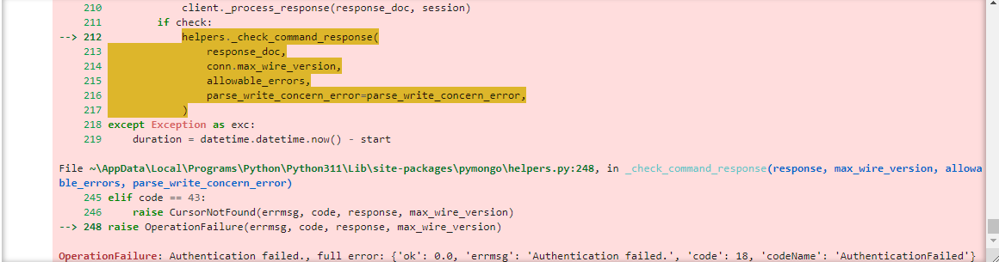 210 client._process_response(response_doc, session)
211 if check:
--> 212 helpers._check_command_response(
213 response_doc,
214 conn.max_wire_version,
215 allowable_errors,
216 parse_write_concern_error=parse_write_concern_error,
217 )
218 except Exception as exc:
219 duration = datetime.datetime.now() - start
File ~\AppData\Local\Programs\Python\Python311\Lib\site-packages\pymongo\helpers.py:248, in _check_command_response(response, max_wire_version, allowa
ble_errors, parse_write_concern_error)
245 elif code == 43:
246 raise CursorNotFound(errmsg, code, response, max_wire_version)
--> 248 raise OperationFailure(errmsg, code, response, max_wire_version)
OperationFailure: Authentication failed., full error: {'ok': 0.0, 'errmsg': 'Authentication failed.', 'code': 18, 'codeName': 'AuthenticationFailed'}